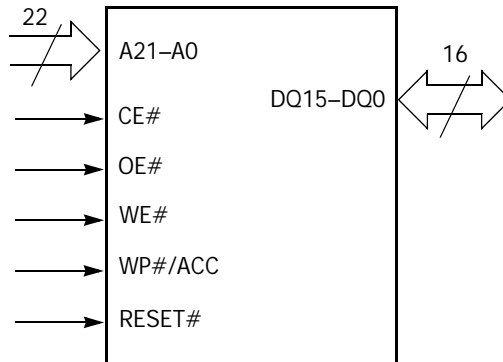 22
16
A21–A0
DQ15–DQ0
CE#
OE#
WE#
WP#/ACC
RESET#